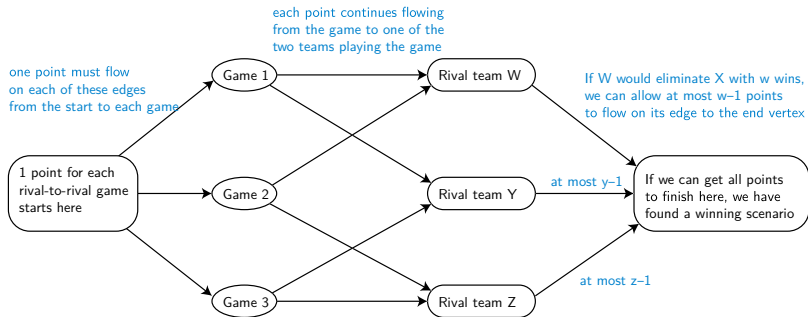 each point continues flowing
from the game to one of the
two teams playing the game
one point must flow
on each of these edges
from the start to each game
Game 1
Rival team W
If W would eliminate X with w wins,
we can allow at most w–1 points
to flow on its edge to the end vertex
1 point for each
rival-to-rival game
starts here
Game 2
Rival team Y
at most y–1
If we can get all points
to finish here, we have
found a winning scenario
Game 3
Rival team Z
at most z–1